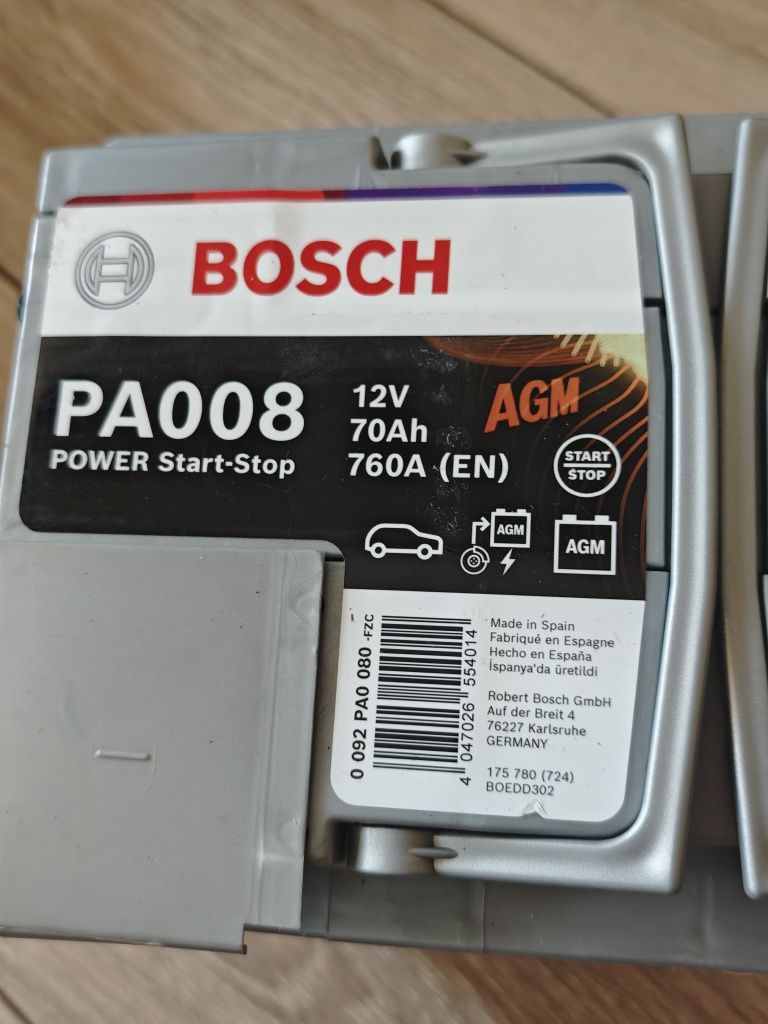 BOSCH
PA008
POWER Start-Stop
12V
70Ah
760A (EN)
AGM
START
STOP
AGM
AGM
0 092 PA0 080 -FZC
4 047026 554014
Made in Spain
Fabriqué en Espagne
Hecho en España
İspanya'da üretildi
Robert Bosch GmbH
Auf der Breit 4
76227 Karlsruhe
GERMANY
175 780 (724)
BOEDD302